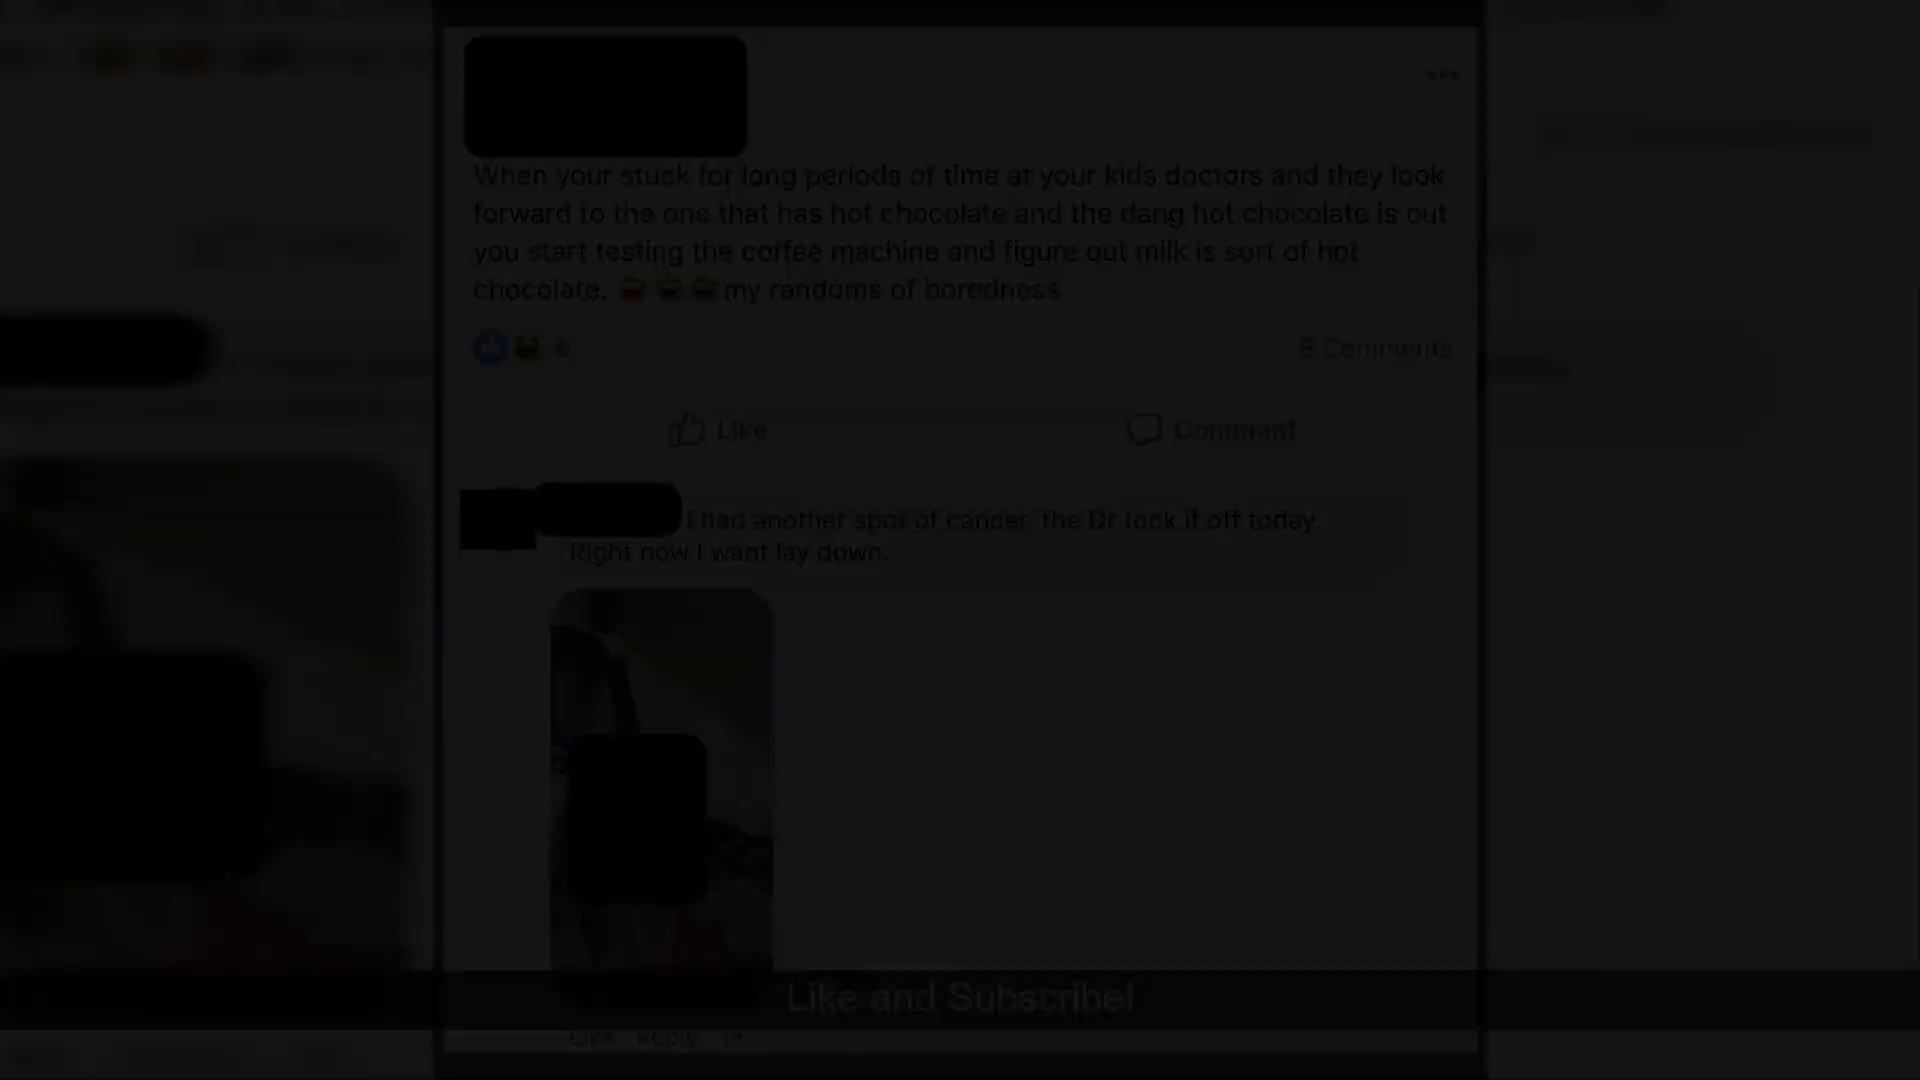 When your stuck for long periods of time at your kids doctors and they look
forward to the one that has hot chocolate and the dang hot chocolate is out
you start testing the coffee machine and figure out milk is sort of hot
chocolate. 😄😄😄my randoms of boredness
Comments
Like
Comment
I had another spot of cancer, the Dr took it off today.
Right now I want lay down.
Like and Subscribe!
Like Reply